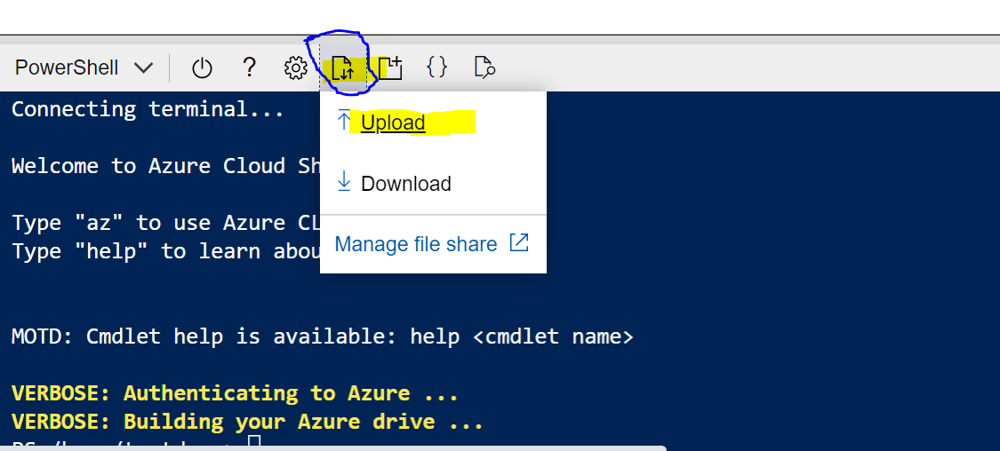 PowerShell ?  { }
Upload
Download
Manage file share
Connecting terminal...
Welcome to Azure Cloud Sh
Type "az" to use Azure CL
Type "help" to learn abou
MOTD: Cmdlet help is available: help <cmdlet name>
VERBOSE: Authenticating to Azure ...
VERBOSE: Building your Azure drive ...